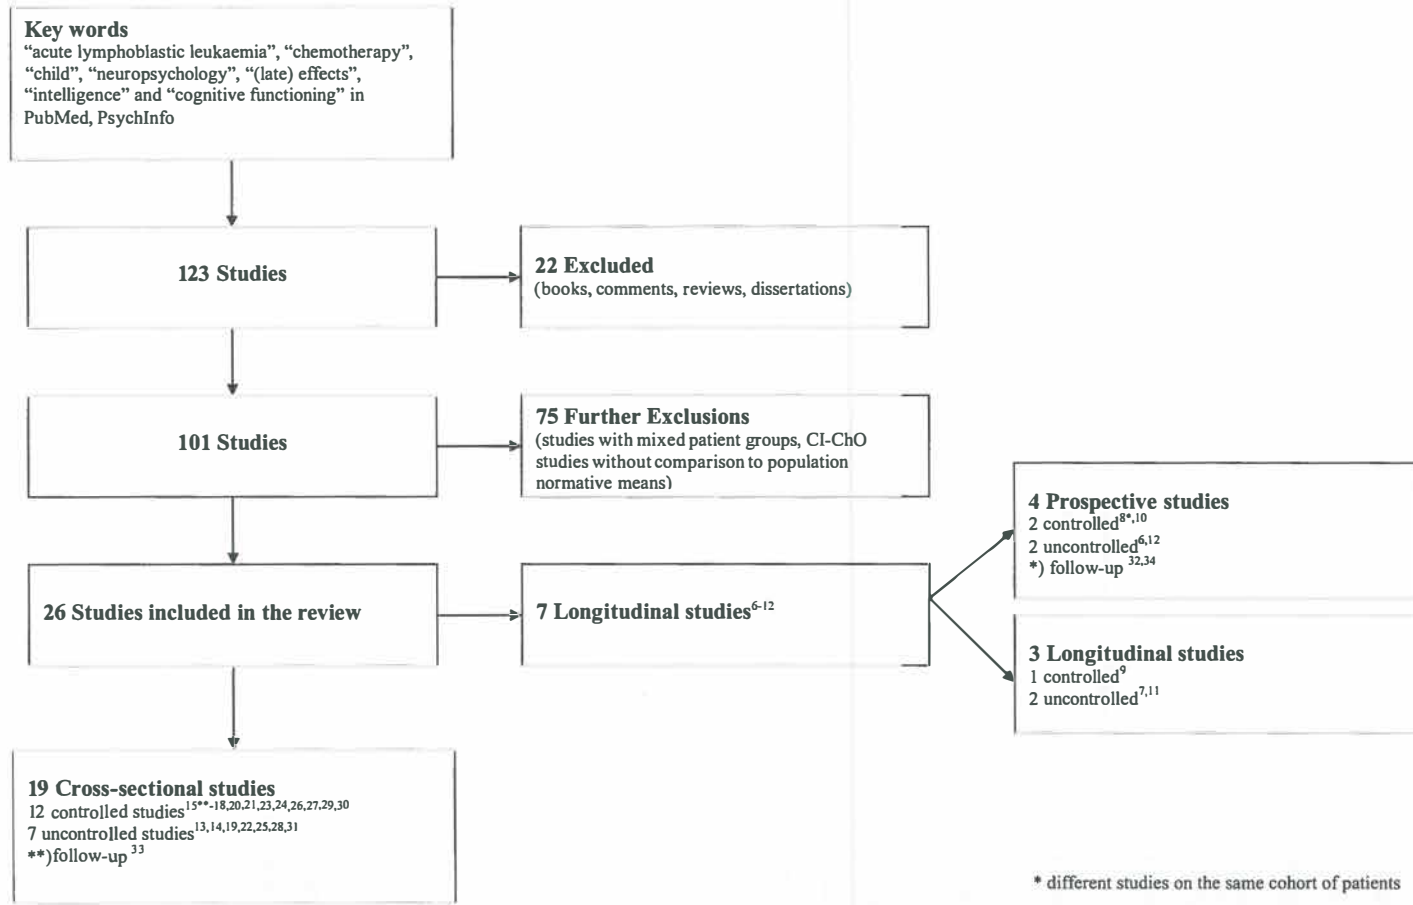 Key words
“acute lymphoblastic leukaemia”, “chemotherapy”,
“child”, “neuropsychology”, “(late) effects”,
“intelligence” and “cognitive functioning” in
PubMed, PsychInfo
123 Studies
22 Excluded
(books, comments, reviews, dissertations)
101 Studies
75 Further Exclusions
(studies with mixed patient groups, CI-ChO
studies without comparison to population
normative means)
26 Studies included in the review
7 Longitudinal studies6-12
4 Prospective studies
2 controlled8*,10
2 uncontrolled6,12
*) follow-up 32,34
3 Longitudinal studies
1 controlled9
2 uncontrolled7,11
19 Cross-sectional studies
12 controlled studies15**-18,20,21,23,24,26,27,29,30
7 uncontrolled studies13,14,19,22,25,28,31
**)follow-up 33
* different studies on the same cohort of patients